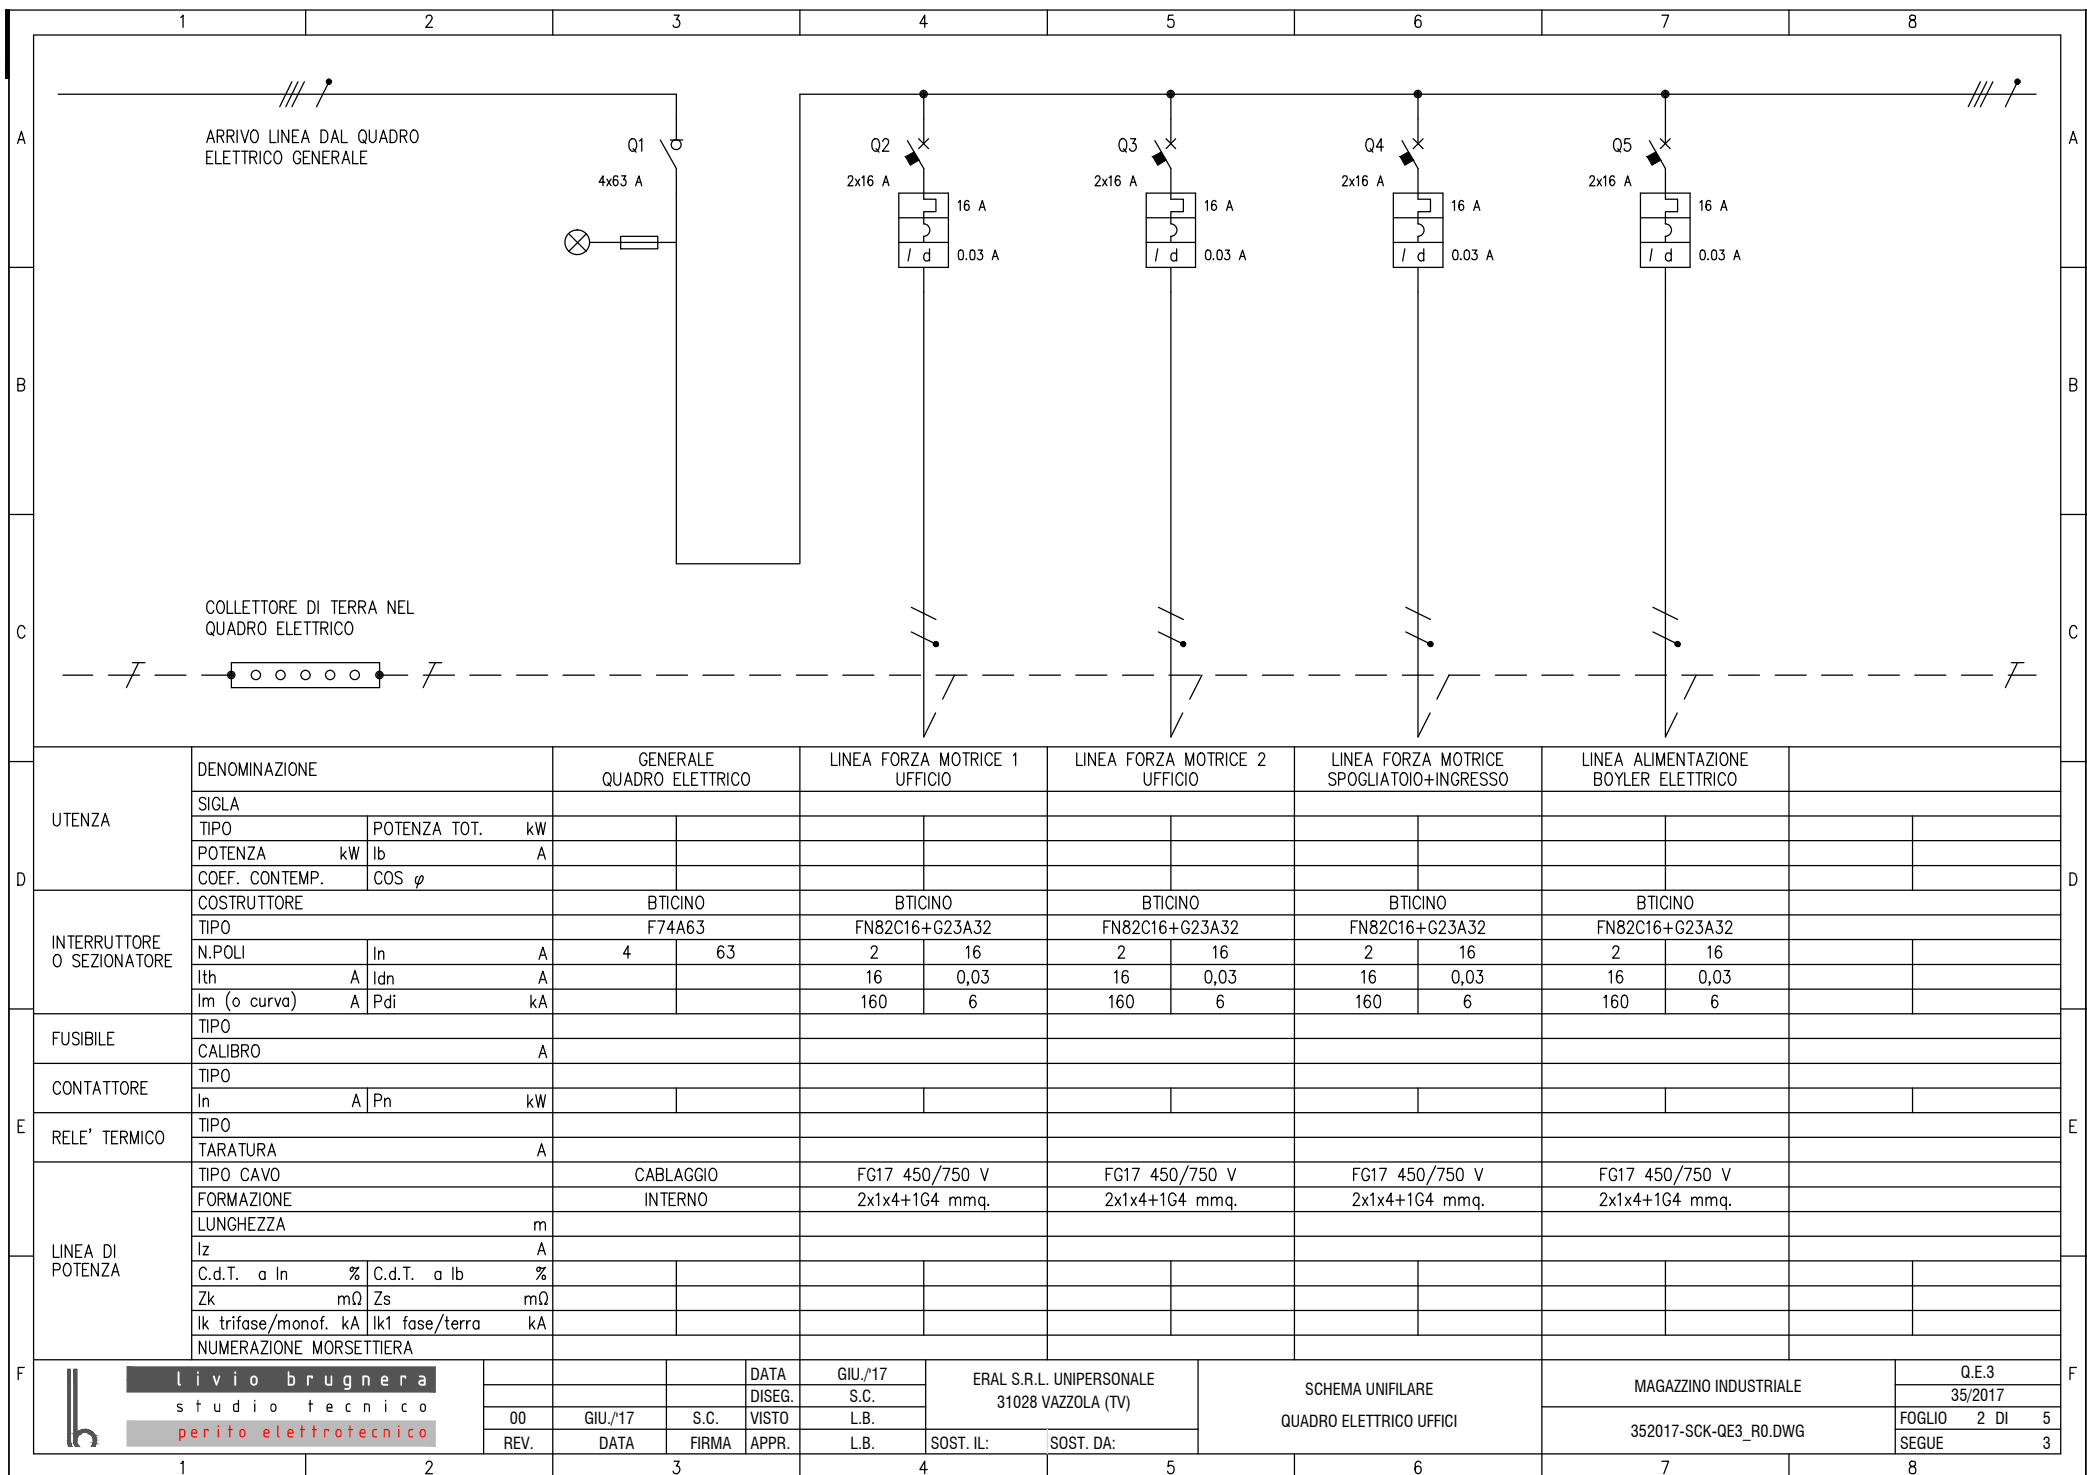 1 2 3 4 5 6 7 8
A A
ARRIVO LINEA DAL QUADRO
ELETTRICO GENERALE
Q1
4x63 A
Q2
2x16 A
16 A
I d 0.03 A
Q3
2x16 A
16 A
I d 0.03 A
Q4
2x16 A
16 A
I d 0.03 A
Q5
2x16 A
16 A
I d 0.03 A
B B
COLLETTORE DI TERRA NEL
QUADRO ELETTRICO
C C
UTENZA
DENOMINAZIONE
GENERALE
QUADRO ELETTRICO
LINEA FORZA MOTRICE 1
UFFICIO
LINEA FORZA MOTRICE 2
UFFICIO
LINEA FORZA MOTRICE
SPOGLIATOIO+INGRESSO
LINEA ALIMENTAZIONE
BOYLER ELETTRICO
SIGLA
TIPO POTENZA TOT. kW
POTENZA kW Ib A
COEF. CONTEMP. COS φ
D D
INTERRUTTORE
O SEZIONATORE
COSTRUTTORE BTICINO BTICINO BTICINO BTICINO BTICINO
TIPO F74A63 FN82C16+G23A32 FN82C16+G23A32 FN82C16+G23A32 FN82C16+G23A32
N.POLI In A 4 63 2 16 2 16 2 16 2 16
Ith A Idn A 16 0,03 16 0,03 16 0,03 16 0,03
Im (o curva) A Pdi kA 160 6 160 6 160 6 160 6
FUSIBILE
TIPO
CALIBRO A
CONTATTORE
TIPO
In A Pn kW
E E
RELE' TERMICO
TIPO
TARATURA A
LINEA DI
POTENZA
TIPO CAVO CABLAGGIO FG17 450/750 V FG17 450/750 V FG17 450/750 V FG17 450/750 V
FORMAZIONE INTERNO 2x1x4+1G4 mmq. 2x1x4+1G4 mmq. 2x1x4+1G4 mmq. 2x1x4+1G4 mmq.
LUNGHEZZA m
Iz A
C.d.T. a In % C.d.T. a Ib %
Zk mΩ Zs mΩ
Ik trifase/monof. kA Ik1 fase/terra kA
NUMERAZIONE MORSETTIERA
F F
livio brugnera
studio tecnico
perito elettrotecnico
DATA GIU./'17
DISEG. S.C.
00 GIU./'17 S.C. VISTO L.B.
REV. DATA FIRMA APPR. L.B.
ERAL S.R.L. UNIPERSONALE
31028 VAZZOLA (TV)
SOST. IL: SOST. DA:
SCHEMA UNIFILARE
QUADRO ELETTRICO UFFICI
MAGAZZINO INDUSTRIALE
352017-SCK-QE3_R0.DWG
Q.E.3
35/2017
FOGLIO 2 DI 5
SEGUE 3
1 2 3 4 5 6 7 8